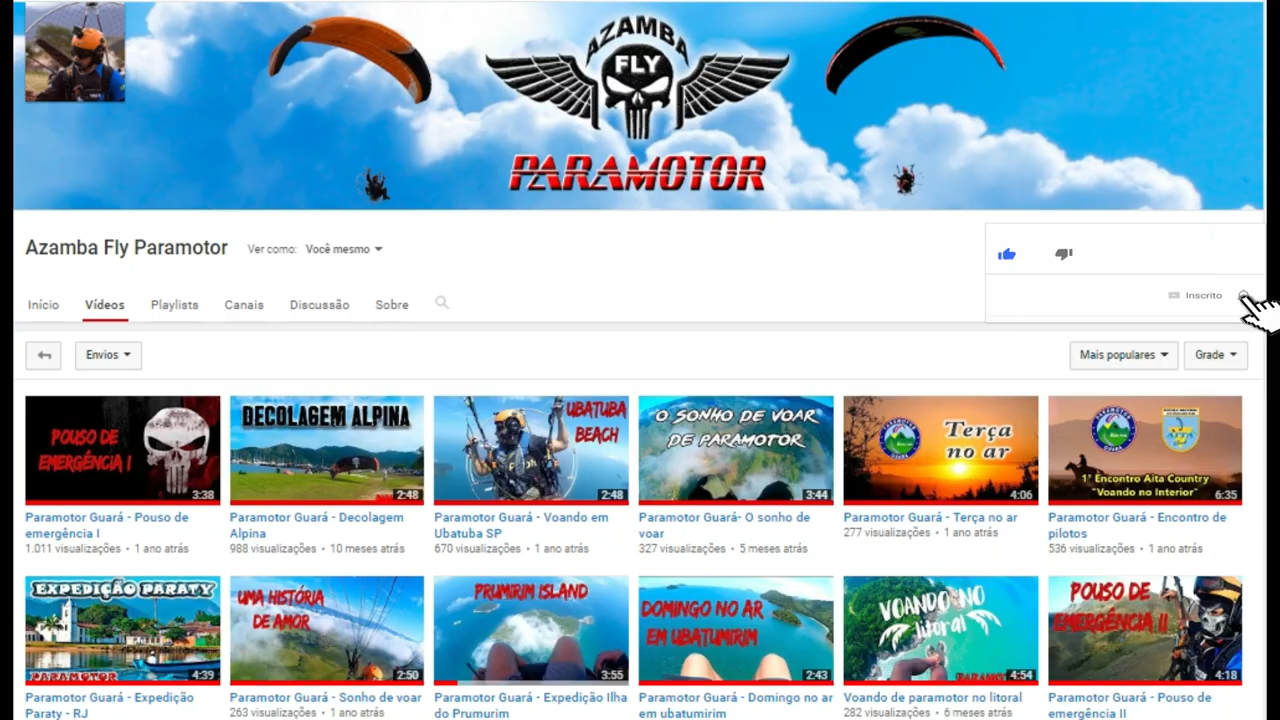 AZAMBA
FLY
PARAMOTOR
Azamba Fly Paramotor
Ver como: Você mesmo
Início Vídeos Playlists Canais Discussão Sobre
Inscrito
Envios
Mais populares
Grade
POUSO DE
EMERGÊNCIA I
3:38
DECOLAGEM ALPINA
2:48
UBATUBA
BEACH
2:48
O SONHO DE VOAR
DE PARAMOTOR
3:44
Terça
no ar
4:06
1º Encontro Aita Country
"Voando no Interior"
6:35
Paramotor Guará - Pouso de
emergência I
1.011 visualizações • 1 ano atrás
Paramotor Guará - Decolagem
Alpina
988 visualizações • 10 meses atrás
Paramotor Guará - Voando em
Ubatuba SP
670 visualizações • 1 ano atrás
Paramotor Guará- O sonho de
voar
327 visualizações • 5 meses atrás
Paramotor Guará - Terça no ar
277 visualizações • 1 ano atrás
Paramotor Guará - Encontro de
pilotos
536 visualizações • 1 ano atrás
EXPEDIÇÃO PARATY
PARAMOTOR
4:39
UMA HISTÓRIA
DE AMOR
2:50
PRUMIRIM ISLAND
3:55
DOMINGO NO AR
EM UBATUMIRIM
2:43
VOANDO NO
litoral
PARAMOTOR
4:54
POUSO DE
EMERGÊNCIA II
4:18
Paramotor Guará - Expedição
Paraty - RJ
Paramotor Guará - Sonho de voar
263 visualizações • 1 ano atrás
Paramotor Guará - Expedição Ilha
do Prumurim
Paramotor Guará - Domingo no ar
em ubatumirim
Voando de paramotor no litoral
282 visualizações • 6 meses atrás
Paramotor Guará - Pouso de
emergência II